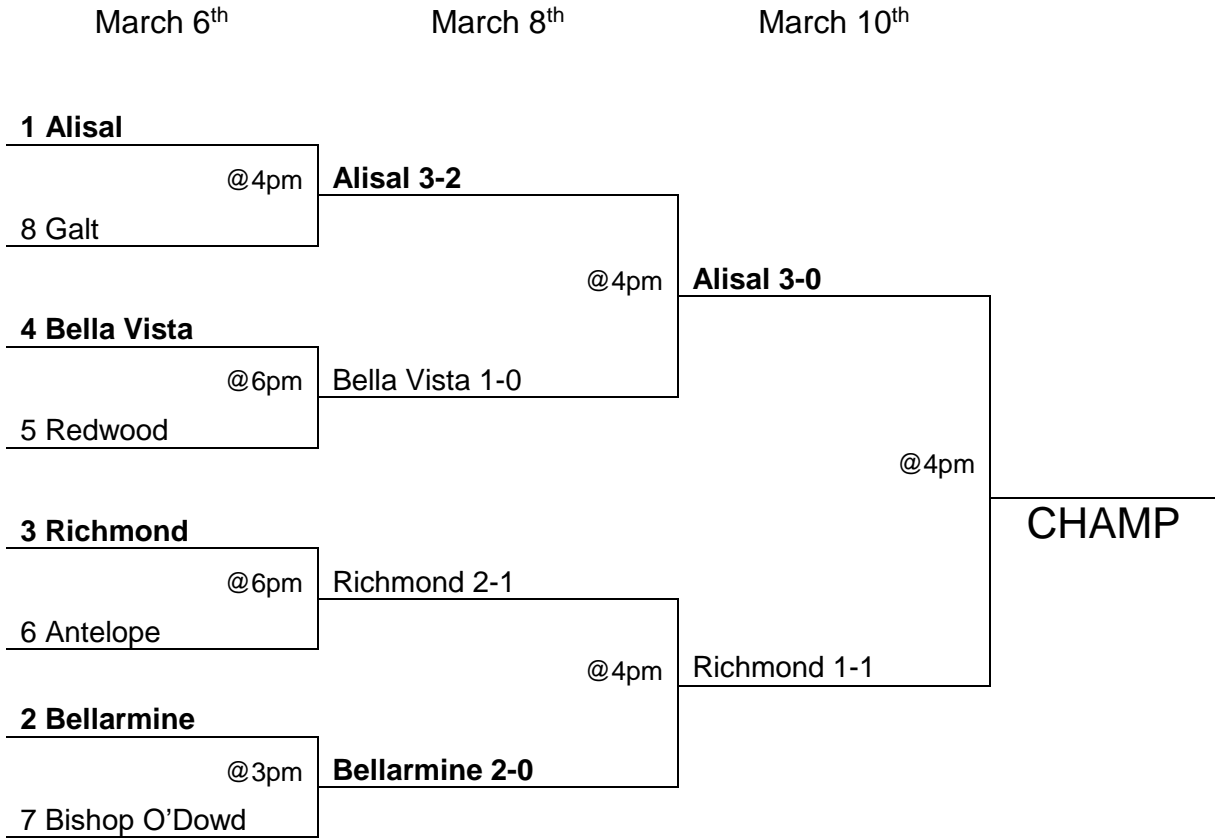 March 6th March 8th March 10th
1 Alisal
@4pm Alisal 3-2
8 Galt
@4pm Alisal 3-0
4 Bella Vista
@6pm Bella Vista 1-0
5 Redwood
@4pm
CHAMP
3 Richmond
@6pm Richmond 2-1
6 Antelope
@4pm Richmond 1-1
2 Bellarmine
@3pm Bellarmine 2-0
7 Bishop O’Dowd